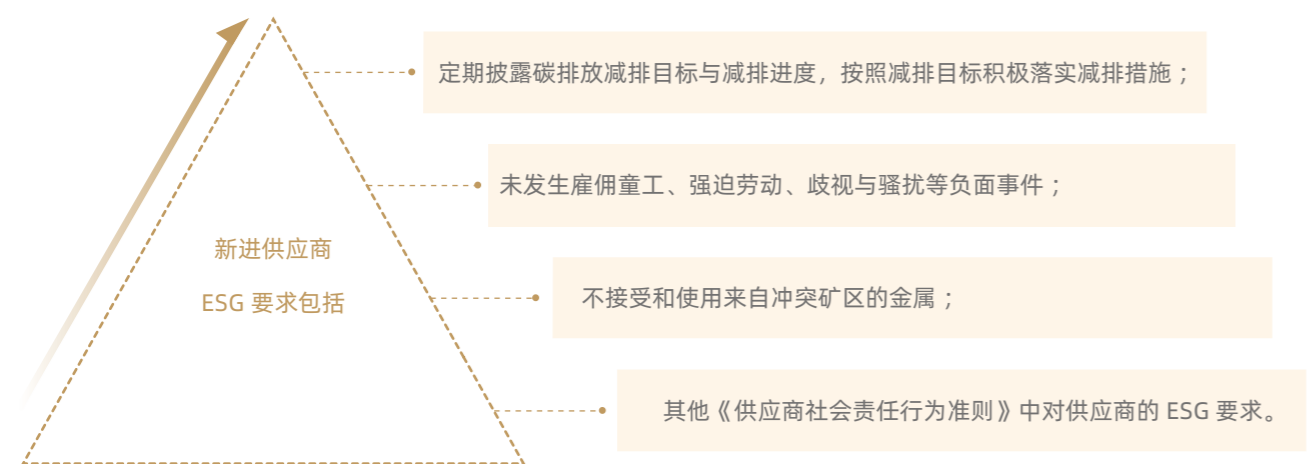 定期披露碳排放减排目标与减排进度，按照减排目标积极落实减排措施；
未发生雇佣童工、强迫劳动、歧视与骚扰等负面事件；
新进供应商
ESG 要求包括
不接受和使用来自冲突矿区的金属；
其他《供应商社会责任行为准则》中对供应商的 ESG 要求。